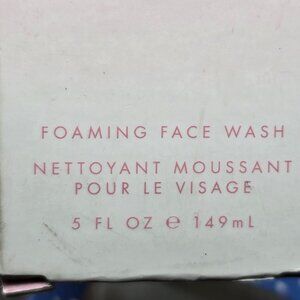 FOAMING FACE WASH
NETTOYANT MOUSSANT
POUR LE VISAGE
5 FL OZ ℮ 149mL